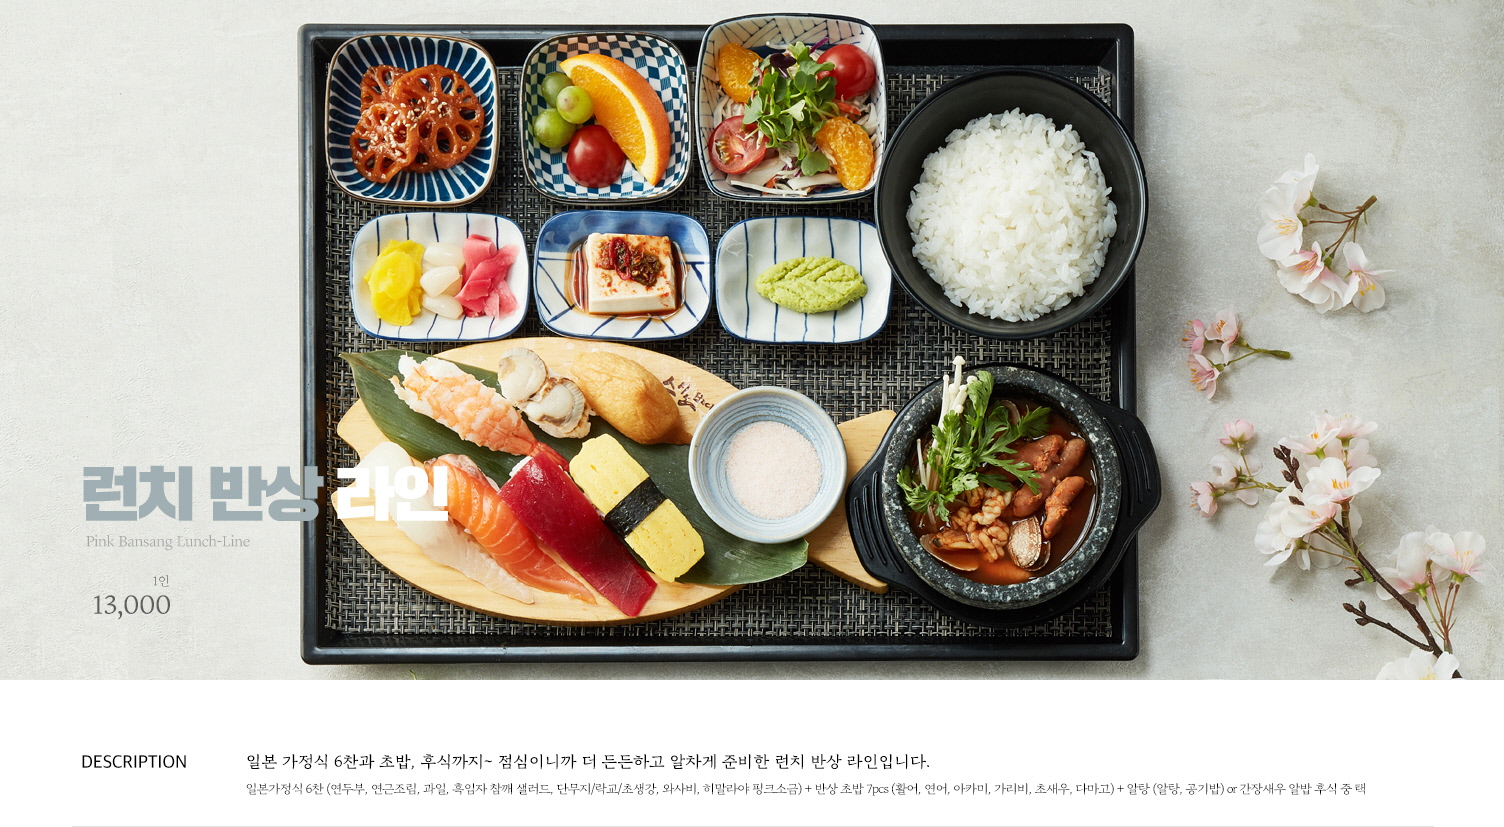 런치 반상 라인
Pink Bansang Lunch-Line
1인
13,000
DESCRIPTION
일본 가정식 6찬과 초밥, 후식까지~ 점심이니까 더 든든하고 알차게 준비한 런치 반상 라인입니다.
일본가정식 6찬 (연두부, 연근조림, 과일, 흑임자 참깨 샐러드, 단무지/락교/초생강, 와사비, 히말라야 핑크소금) + 반상 초밥 7pcs (활어, 연어, 아카미, 가리비, 초새우, 다마고) + 알탕 (알탕, 공기밥) or 간장새우 알밥 후식 중 택